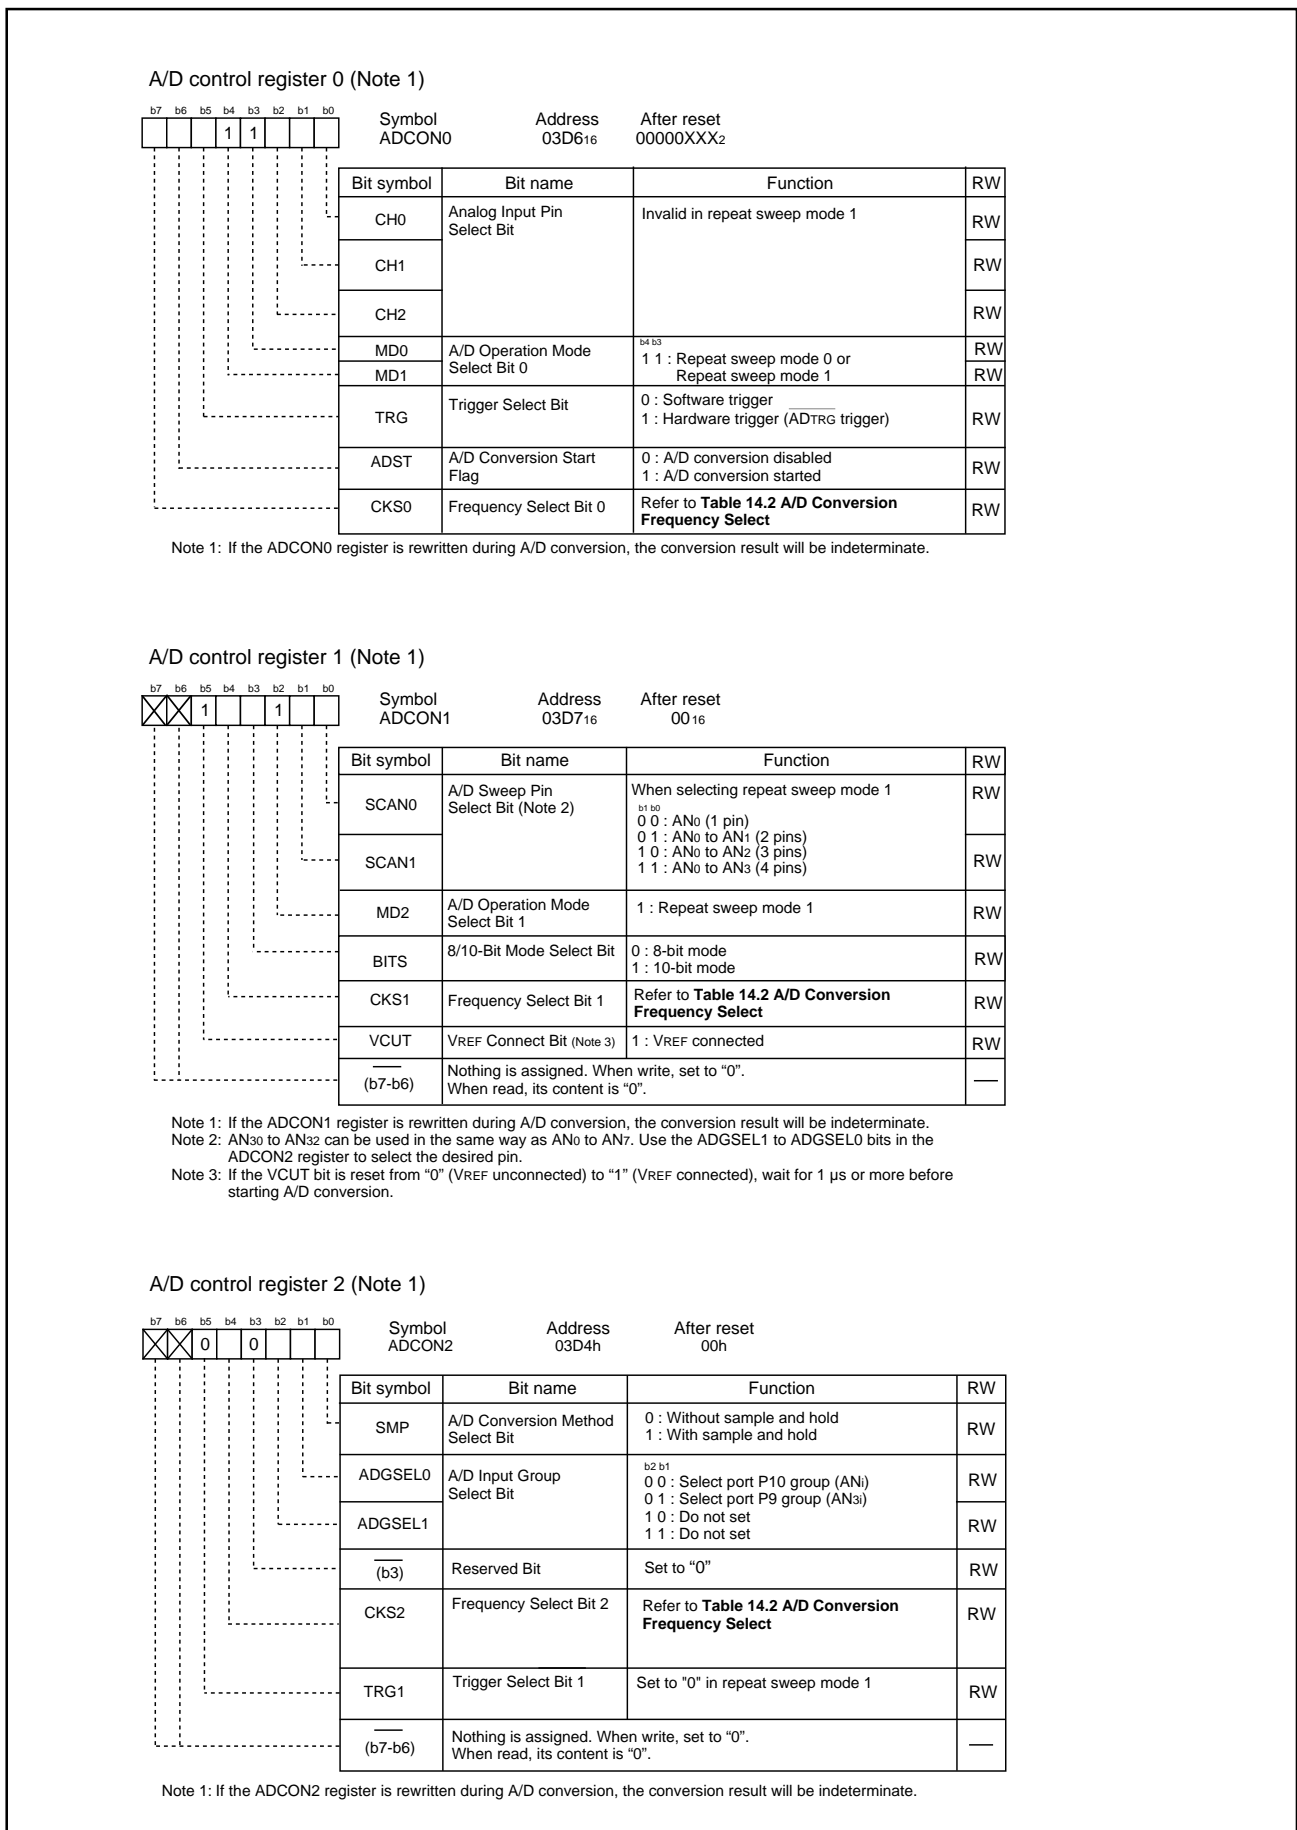 A/D control register 0 (Note 1)
b7 b6 b5 b4 b3 b2 b1 b0
1 1
Symbol Address After reset
ADCON0 03D616 00000XXX2
Bit symbol Bit name Function RW
CH0 Analog Input Pin Select Bit Invalid in repeat sweep mode 1 RW
CH1 RW
CH2 RW
MD0 A/D Operation Mode Select Bit 0 b4 b3 RW
1 1 : Repeat sweep mode 0 or
MD1 Repeat sweep mode 1 RW
TRG Trigger Select Bit 0 : Software trigger RW
1 : Hardware trigger (ADTRG trigger)
ADST A/D Conversion Start Flag 0 : A/D conversion disabled RW
1 : A/D conversion started
CKS0 Frequency Select Bit 0 Refer to Table 14.2 A/D Conversion Frequency Select RW
Note 1: If the ADCON0 register is rewritten during A/D conversion, the conversion result will be indeterminate.
A/D control register 1 (Note 1)
b7 b6 b5 b4 b3 b2 b1 b0
1 1
Symbol Address After reset
ADCON1 03D716 0016
Bit symbol Bit name Function RW
SCAN0 A/D Sweep Pin Select Bit (Note 2) When selecting repeat sweep mode 1 RW
b1 b0
0 0 : AN0 (1 pin)
0 1 : AN0 to AN1 (2 pins)
1 0 : AN0 to AN2 (3 pins)
SCAN1 1 1 : AN0 to AN3 (4 pins) RW
MD2 A/D Operation Mode Select Bit 1 1 : Repeat sweep mode 1 RW
BITS 8/10-Bit Mode Select Bit 0 : 8-bit mode RW
1 : 10-bit mode
CKS1 Frequency Select Bit 1 Refer to Table 14.2 A/D Conversion Frequency Select RW
VCUT VREF Connect Bit (Note 3) 1 : VREF connected RW
(b7-b6) Nothing is assigned. When write, set to “0”.
When read, its content is “0”.
Note 1: If the ADCON1 register is rewritten during A/D conversion, the conversion result will be indeterminate.
Note 2: AN30 to AN32 can be used in the same way as AN0 to AN7. Use the ADGSEL1 to ADGSEL0 bits in the
ADCON2 register to select the desired pin.
Note 3: If the VCUT bit is reset from “0” (VREF unconnected) to “1” (VREF connected), wait for 1 µs or more before
starting A/D conversion.
A/D control register 2 (Note 1)
b7 b6 b5 b4 b3 b2 b1 b0
0 0
Symbol Address After reset
ADCON2 03D4h 00h
Bit symbol Bit name Function RW
SMP A/D Conversion Method Select Bit 0 : Without sample and hold RW
1 : With sample and hold
ADGSEL0 A/D Input Group Select Bit b2 b1 RW
0 0 : Select port P10 group (ANi)
0 1 : Select port P9 group (AN3i)
ADGSEL1 1 0 : Do not set RW
1 1 : Do not set
(b3) Reserved Bit Set to “0” RW
CKS2 Frequency Select Bit 2 Refer to Table 14.2 A/D Conversion Frequency Select RW
TRG1 Trigger Select Bit 1 Set to "0" in repeat sweep mode 1 RW
(b7-b6) Nothing is assigned. When write, set to “0”.
When read, its content is “0”.
Note 1: If the ADCON2 register is rewritten during A/D conversion, the conversion result will be indeterminate.